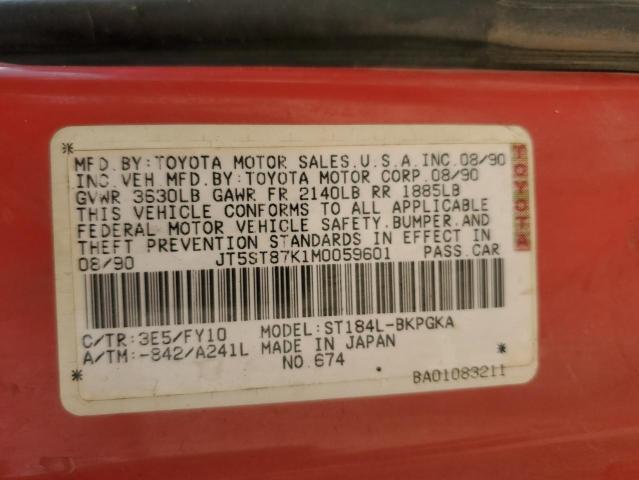 MFD.BY:TOYOTA MOTOR SALES.U.S.A.INC.08/90
INC.VEH MFD.BY:TOYOTA MOTOR CORP.08/90
GVWR 3630LB GAWR FR 2140LB RR 1885LB
THIS VEHICLE CONFORMS TO ALL APPLICABLE
FEDERAL MOTOR VEHICLE SAFETY.BUMPER.AND
THEFT PREVENTION STANDARDS IN EFFECT IN
08/90 JT5ST87K1M0059601 PASS.CAR
C/TR:3E5/FY10 MODEL:ST184L-BKPGKA
A/TM:-842/A241L MADE IN JAPAN
NO.674
BA01083211
TOYOTA